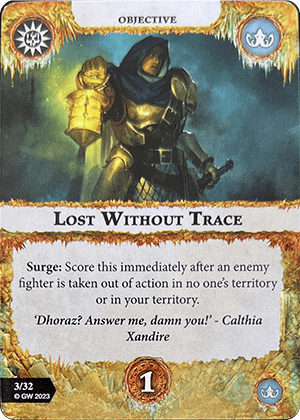 OBJECTIVE
LOST WITHOUT TRACE
Surge: Score this immediately after an enemy
fighter is taken out of action in no one's territory
or in your territory.
'Dhoraz? Answer me, damn you!' - Calthia
Xandire
3/32
© GW 2023
1